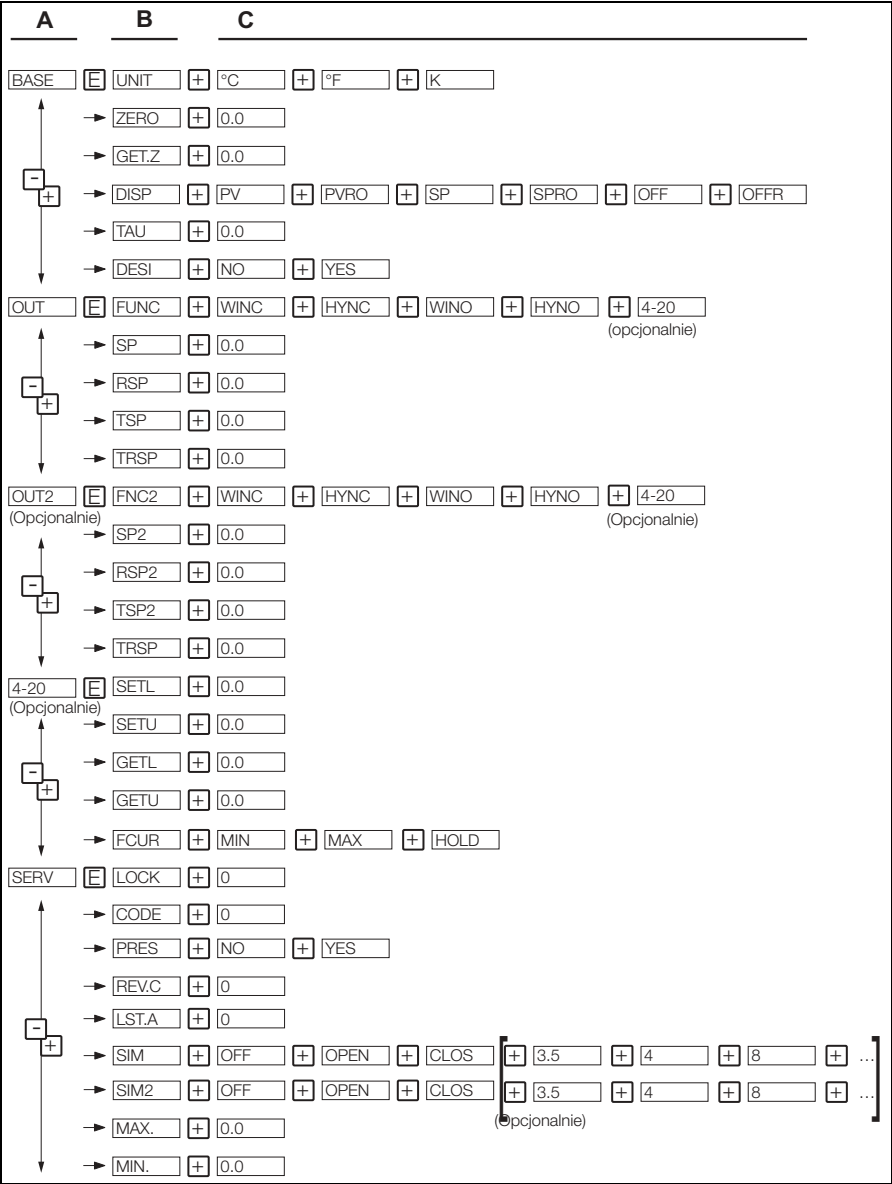 A B C
BASE E UNIT + °C + °F + K
ZERO + 0.0
GET.Z + 0.0
- +
DISP + PV + PVRO + SP + SPRO + OFF + OFFR
TAU + 0.0
DESI + NO + YES
OUT E FUNC + WINC + HYNC + WINO + HYNO + 4-20
(opcjonalnie)
SP + 0.0
RSP + 0.0
- +
TSP + 0.0
TRSP + 0.0
OUT2 E FNC2 + WINC + HYNC + WINO + HYNO + 4-20
(Opcjonalnie) (Opcjonalnie)
SP2 + 0.0
RSP2 + 0.0
- +
TSP2 + 0.0
TRSP + 0.0
4-20 E SETL + 0.0
(Opcjonalnie)
SETU + 0.0
GETL + 0.0
- +
GETU + 0.0
FCUR + MIN + MAX + HOLD
SERV E LOCK + 0
CODE + 0
PRES + NO + YES
REV.C + 0
LST.A + 0
- +
SIM + OFF + OPEN + CLOS + 3.5 + 4 + 8 + ...
SIM2 + OFF + OPEN + CLOS + 3.5 + 4 + 8 + ...
(Opcjonalnie)
MAX. + 0.0
MIN. + 0.0